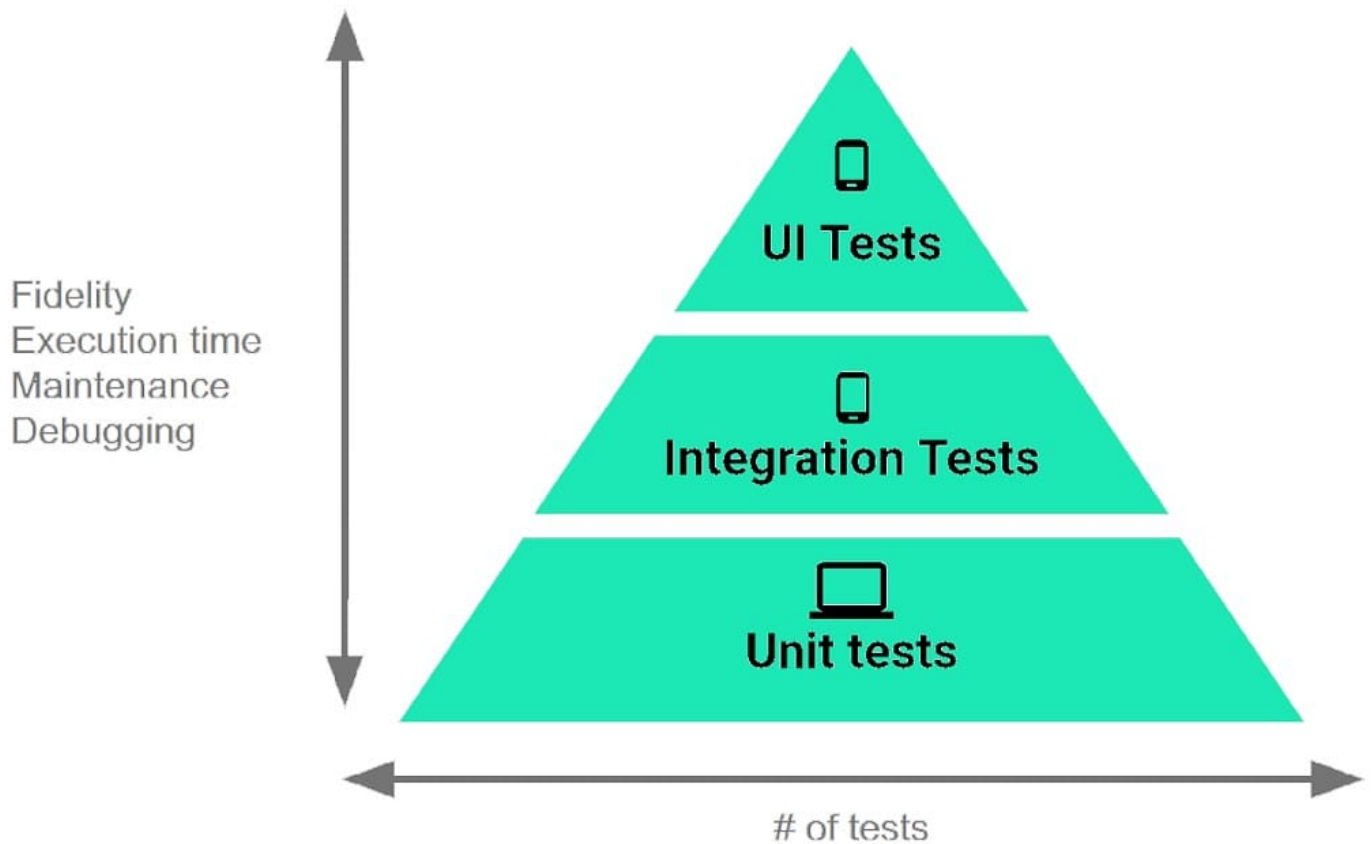 UI Tests
Fidelity
Execution time
Maintenance
Debugging
Integration Tests
Unit tests
# of tests